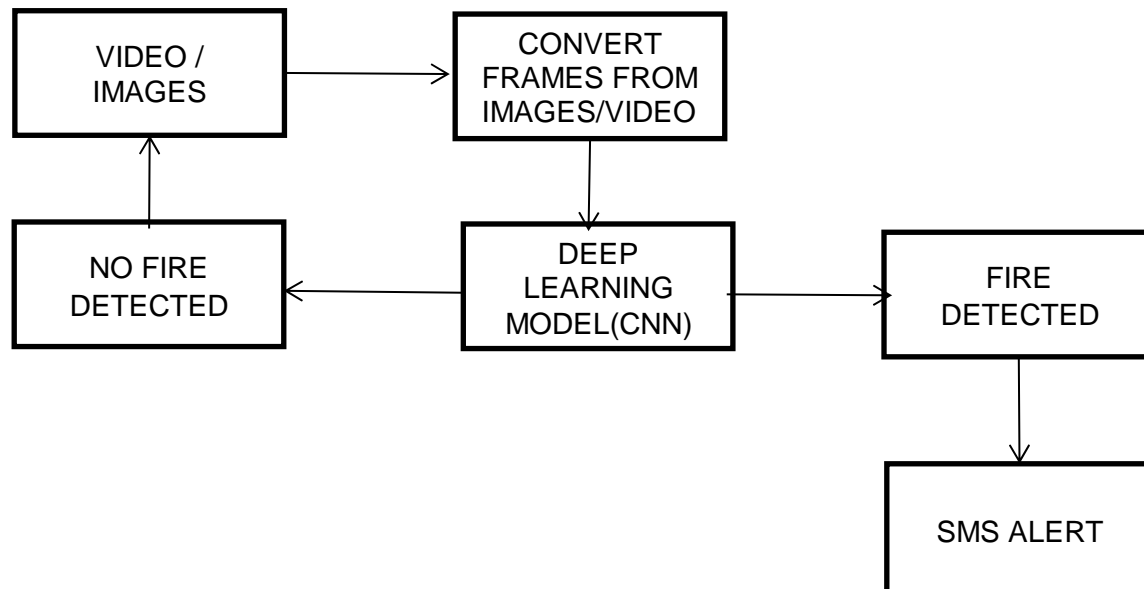 VIDEO /
IMAGES
CONVERT
FRAMES FROM
IMAGES/VIDEO
NO FIRE
DETECTED
DEEP
LEARNING
MODEL(CNN)
FIRE
DETECTED
SMS ALERT